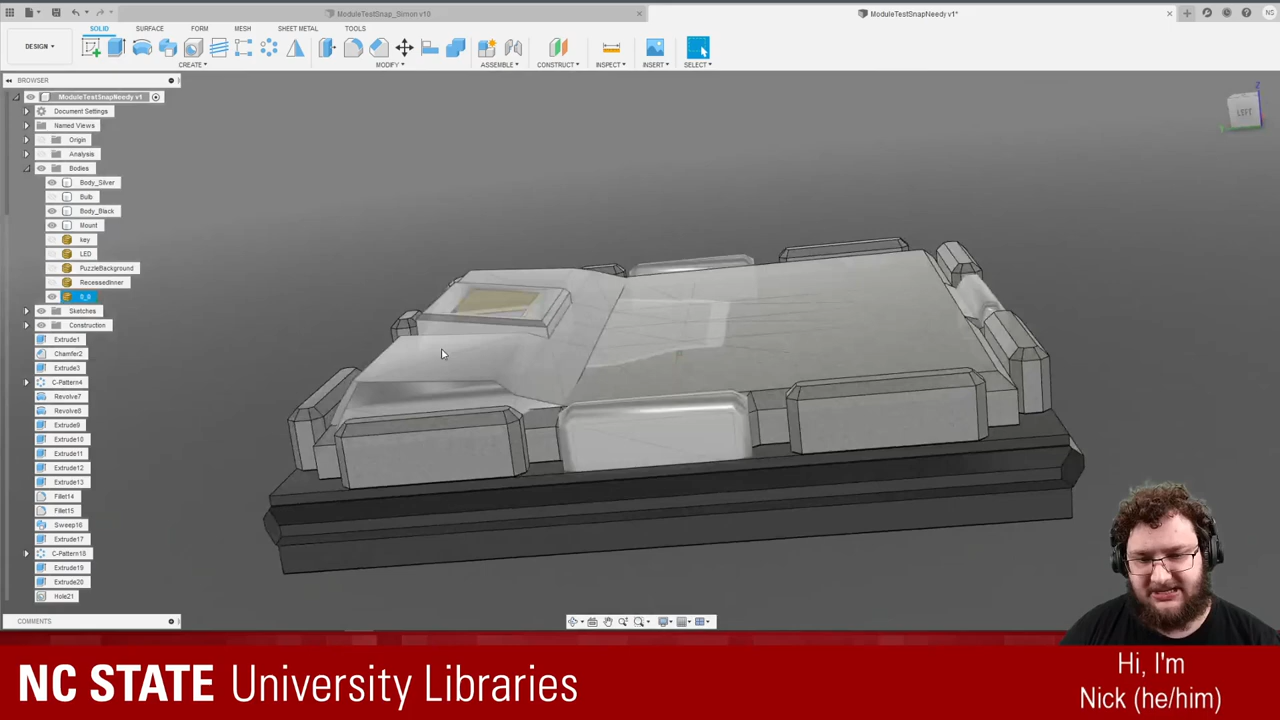 ModuleTestSnap_Simon v10
ModuleTestSnapNeedy v1*
NS
DESIGN
SOLID
SURFACE
FORM
MESH
SHEET METAL
TOOLS
CREATE
MODIFY
ASSEMBLE
CONSTRUCT
INSPECT
INSERT
SELECT
BROWSER
ModuleTestSnapNeedy v1
Document Settings
Named Views
Origin
Analysis
Bodies
Body_Silver
Bulb
Body_Black
Mount
key
LED
PuzzleBackground
RecessedInner
0_0
Sketches
Construction
Extrude1
Chamfer2
Extrude3
C-Pattern4
Revolve7
Revolve8
Extrude9
Extrude10
Extrude11
Extrude12
Extrude13
Fillet14
Fillet15
Sweep16
Extrude17
C-Pattern18
Extrude19
Extrude20
Hole21
COMMENTS
LEFT
NC STATE University Libraries
Hi, I'm
Nick (he/him)